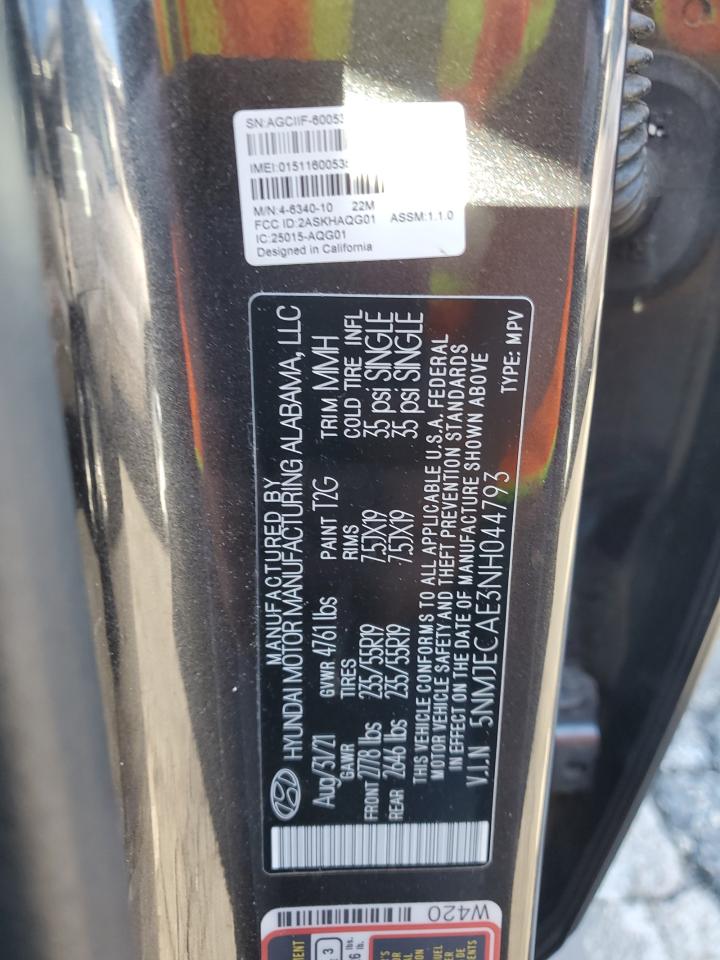 SN:AGCIIF-6005
IMEI:0151160053
M/N:4-6340-10 22M
FCC ID:2ASKHAQG01 ASSM:1.1.0
IC:25015-AQG01
Designed in California
MANUFACTURED BY
HYUNDAI MOTOR MANUFACTURING ALABAMA, LLC
Aug/31/21 GVWR 4761 lbs PAINT T2G TRIM MMH
GAWR TIRES RIMS COLD TIRE INFL
FRONT 2778 lbs 235/55R19 7.5JX19 35 psi SINGLE
REAR 2646 lbs 235/55R19 7.5JX19 35 psi SINGLE
THIS VEHICLE CONFORMS TO ALL APPLICABLE U.S.A. FEDERAL
MOTOR VEHICLE SAFETY AND THEFT PREVENTION STANDARDS
IN EFFECT ON THE DATE OF MANUFACTURE SHOWN ABOVE
V.I.N 5NMJECAE3NH044793
TYPE: MPV
W420